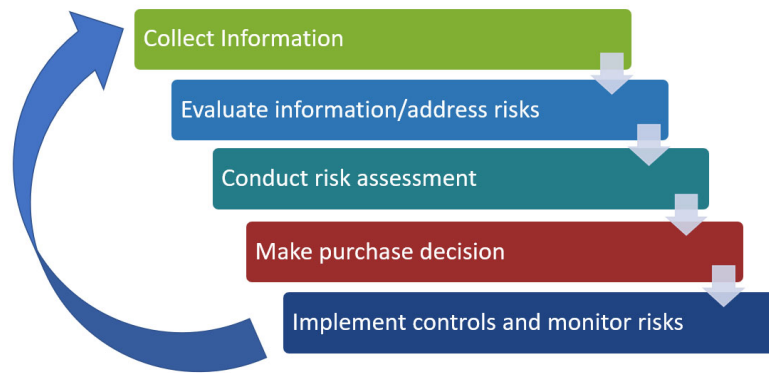 Collect Information
Evaluate information/address risks
Conduct risk assessment
Make purchase decision
Implement controls and monitor risks